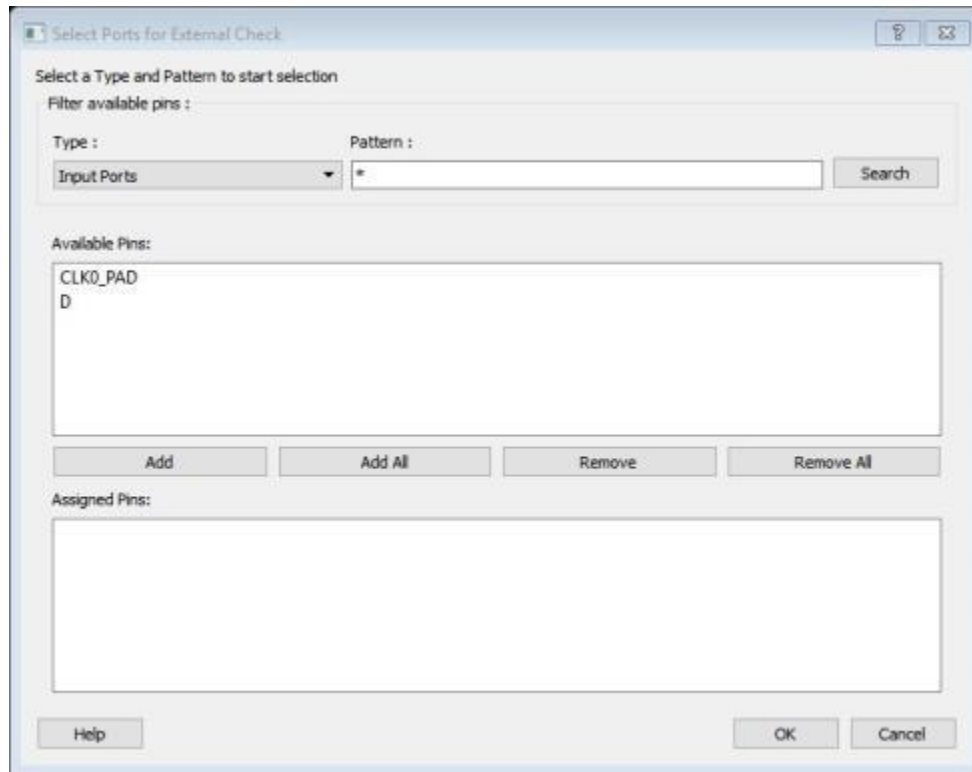 Select Ports for External Check
Select a Type and Pattern to start selection
Filter available pins :
Type : Pattern :
Input Ports * Search
Available Pins:
CLK0_PAD
D
Add Add All Remove Remove All
Assigned Pins:
Help OK Cancel